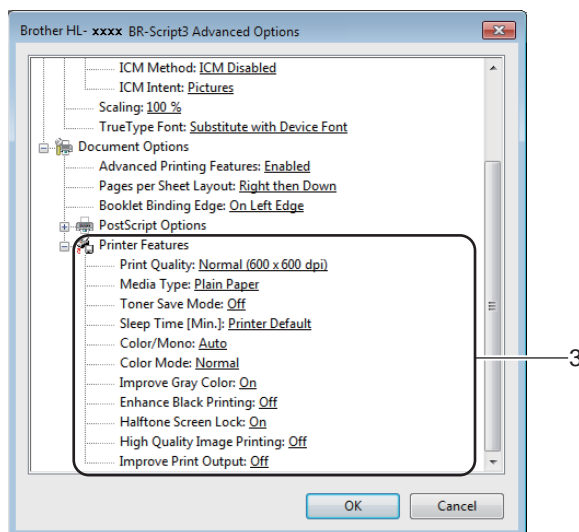 Brother HL- xxxx BR-Script3 Advanced Options
ICM Method: ICM Disabled
ICM Intent: Pictures
Scaling: 100 %
TrueType Font: Substitute with Device Font
Document Options
Advanced Printing Features: Enabled
Pages per Sheet Layout: Right then Down
Booklet Binding Edge: On Left Edge
PostScript Options
Printer Features
Print Quality: Normal (600 x 600 dpi)
Media Type: Plain Paper
Toner Save Mode: Off
Sleep Time [Min.]: Printer Default
Color/Mono: Auto
3
Color Mode: Normal
Improve Gray Color: On
Enhance Black Printing: Off
Halftone Screen Lock: On
High Quality Image Printing: Off
Improve Print Output: Off
OK Cancel